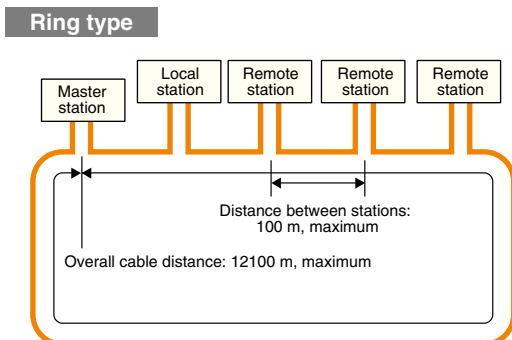 Ring type
Master
station
Local
station
Remote
station
Remote
station
Remote
station
Distance between stations:
100 m, maximum
Overall cable distance: 12100 m, maximum